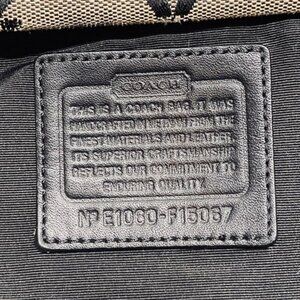 COACH
THIS IS A COACH BAG. IT WAS
HANDCRAFTED IN VIETNAM FROM THE
FINEST MATERIALS AND LEATHER.
ITS SUPERIOR CRAFTSMANSHIP
REFLECTS OUR COMMITMENT TO
ENDURING QUALITY.
Nº E1060-F15067